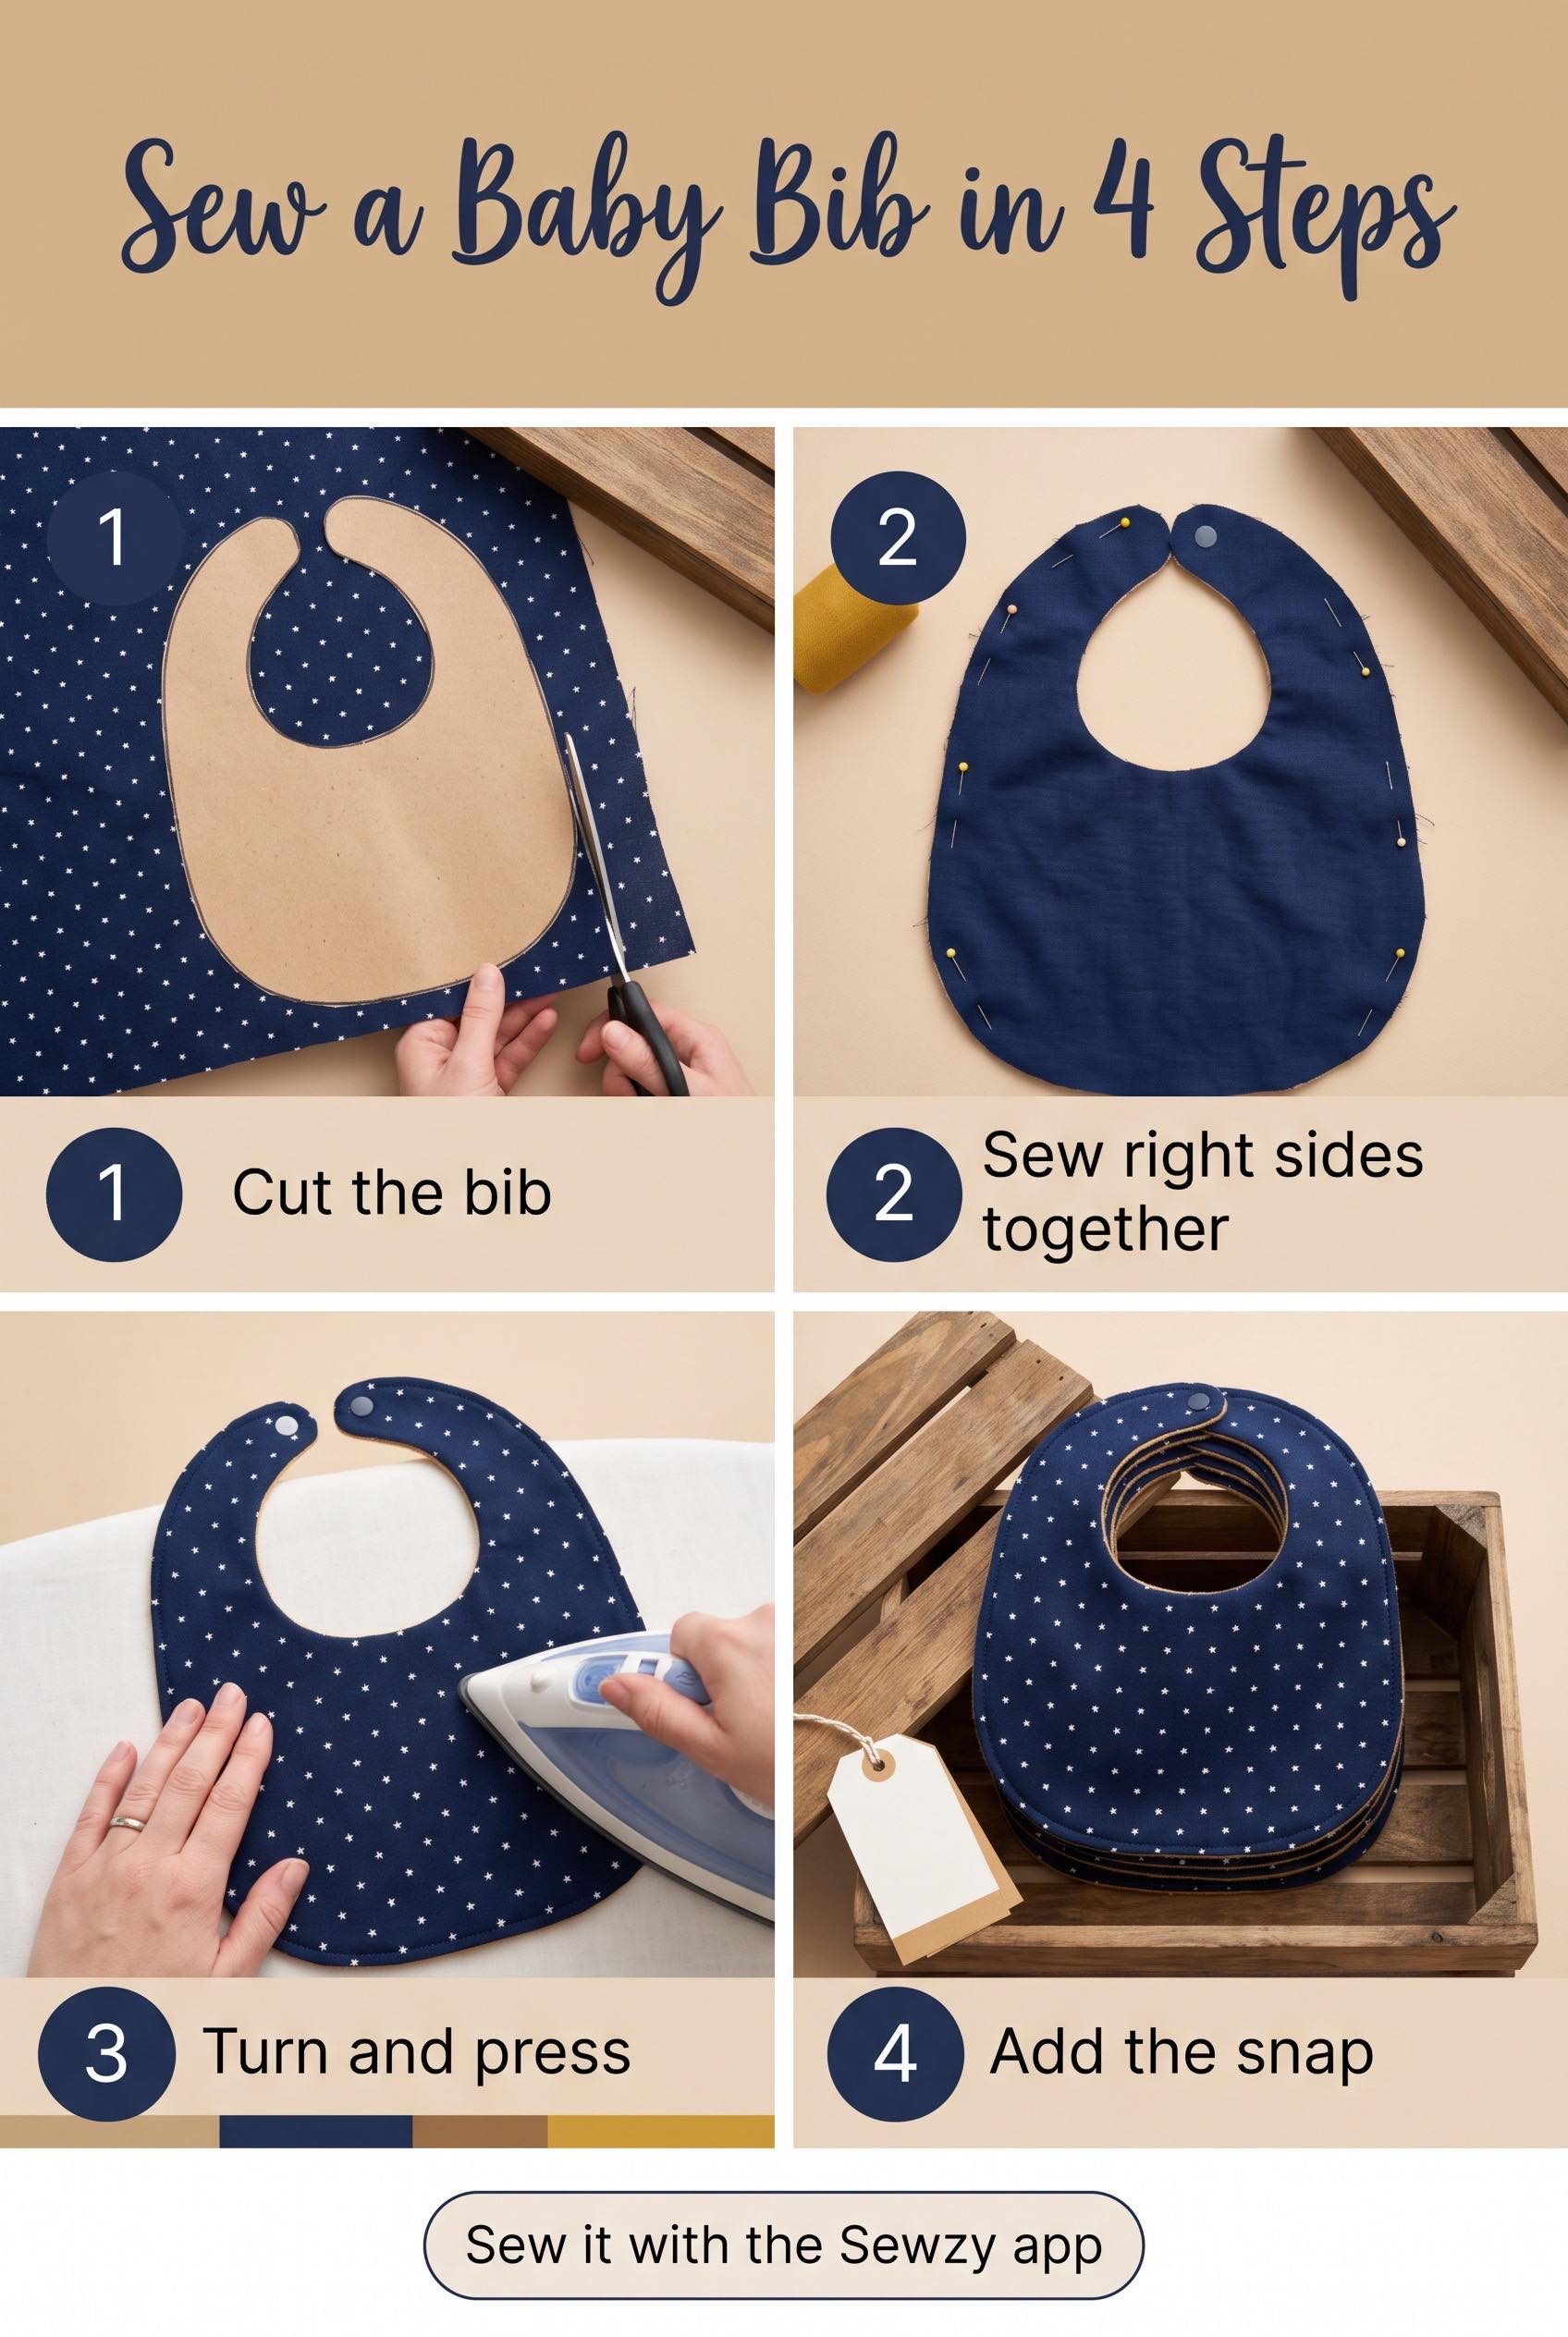 Sew a Baby Bib in 4 Steps
1
2
1 Cut the bib
2 Sew right sides
together
3 Turn and press
4 Add the snap
Sew it with the Sewzy app